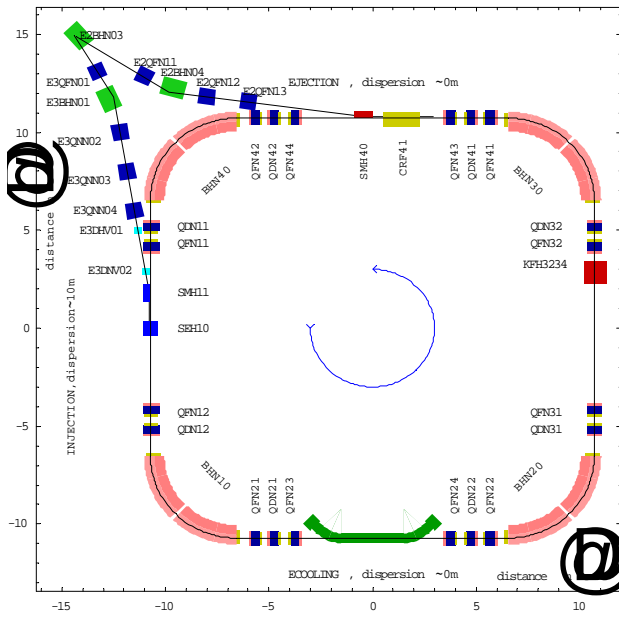 15
E2BHN03
E2QFN11
E2BHN04
E3QFN01
E2QFN12
E2QFN13
EJECTION , dispersion ~0m
E3BHN01
10
E3QNN02
BHN40
QFN42
QDN42
QFN44
SMH40
CRF41
QFN43
QDN41
QFN41
BHN30
E3QNN03
distance
E3QNN04
5
E3DHV01
QDN11
QFN11
QDN32
QFN32
E3DNV02
KFH3234
SMH11
INJECTION,dispersion~10m
0
SEH10
-5
QFN12
QDN12
QFN31
QDN31
BHN10
QFN21
QDN21
QFN23
QFN24
QDN22
QFN22
BHN20
-10
ECOOLING , dispersion ~0m
distance
-15
-10
-5
0
5
10